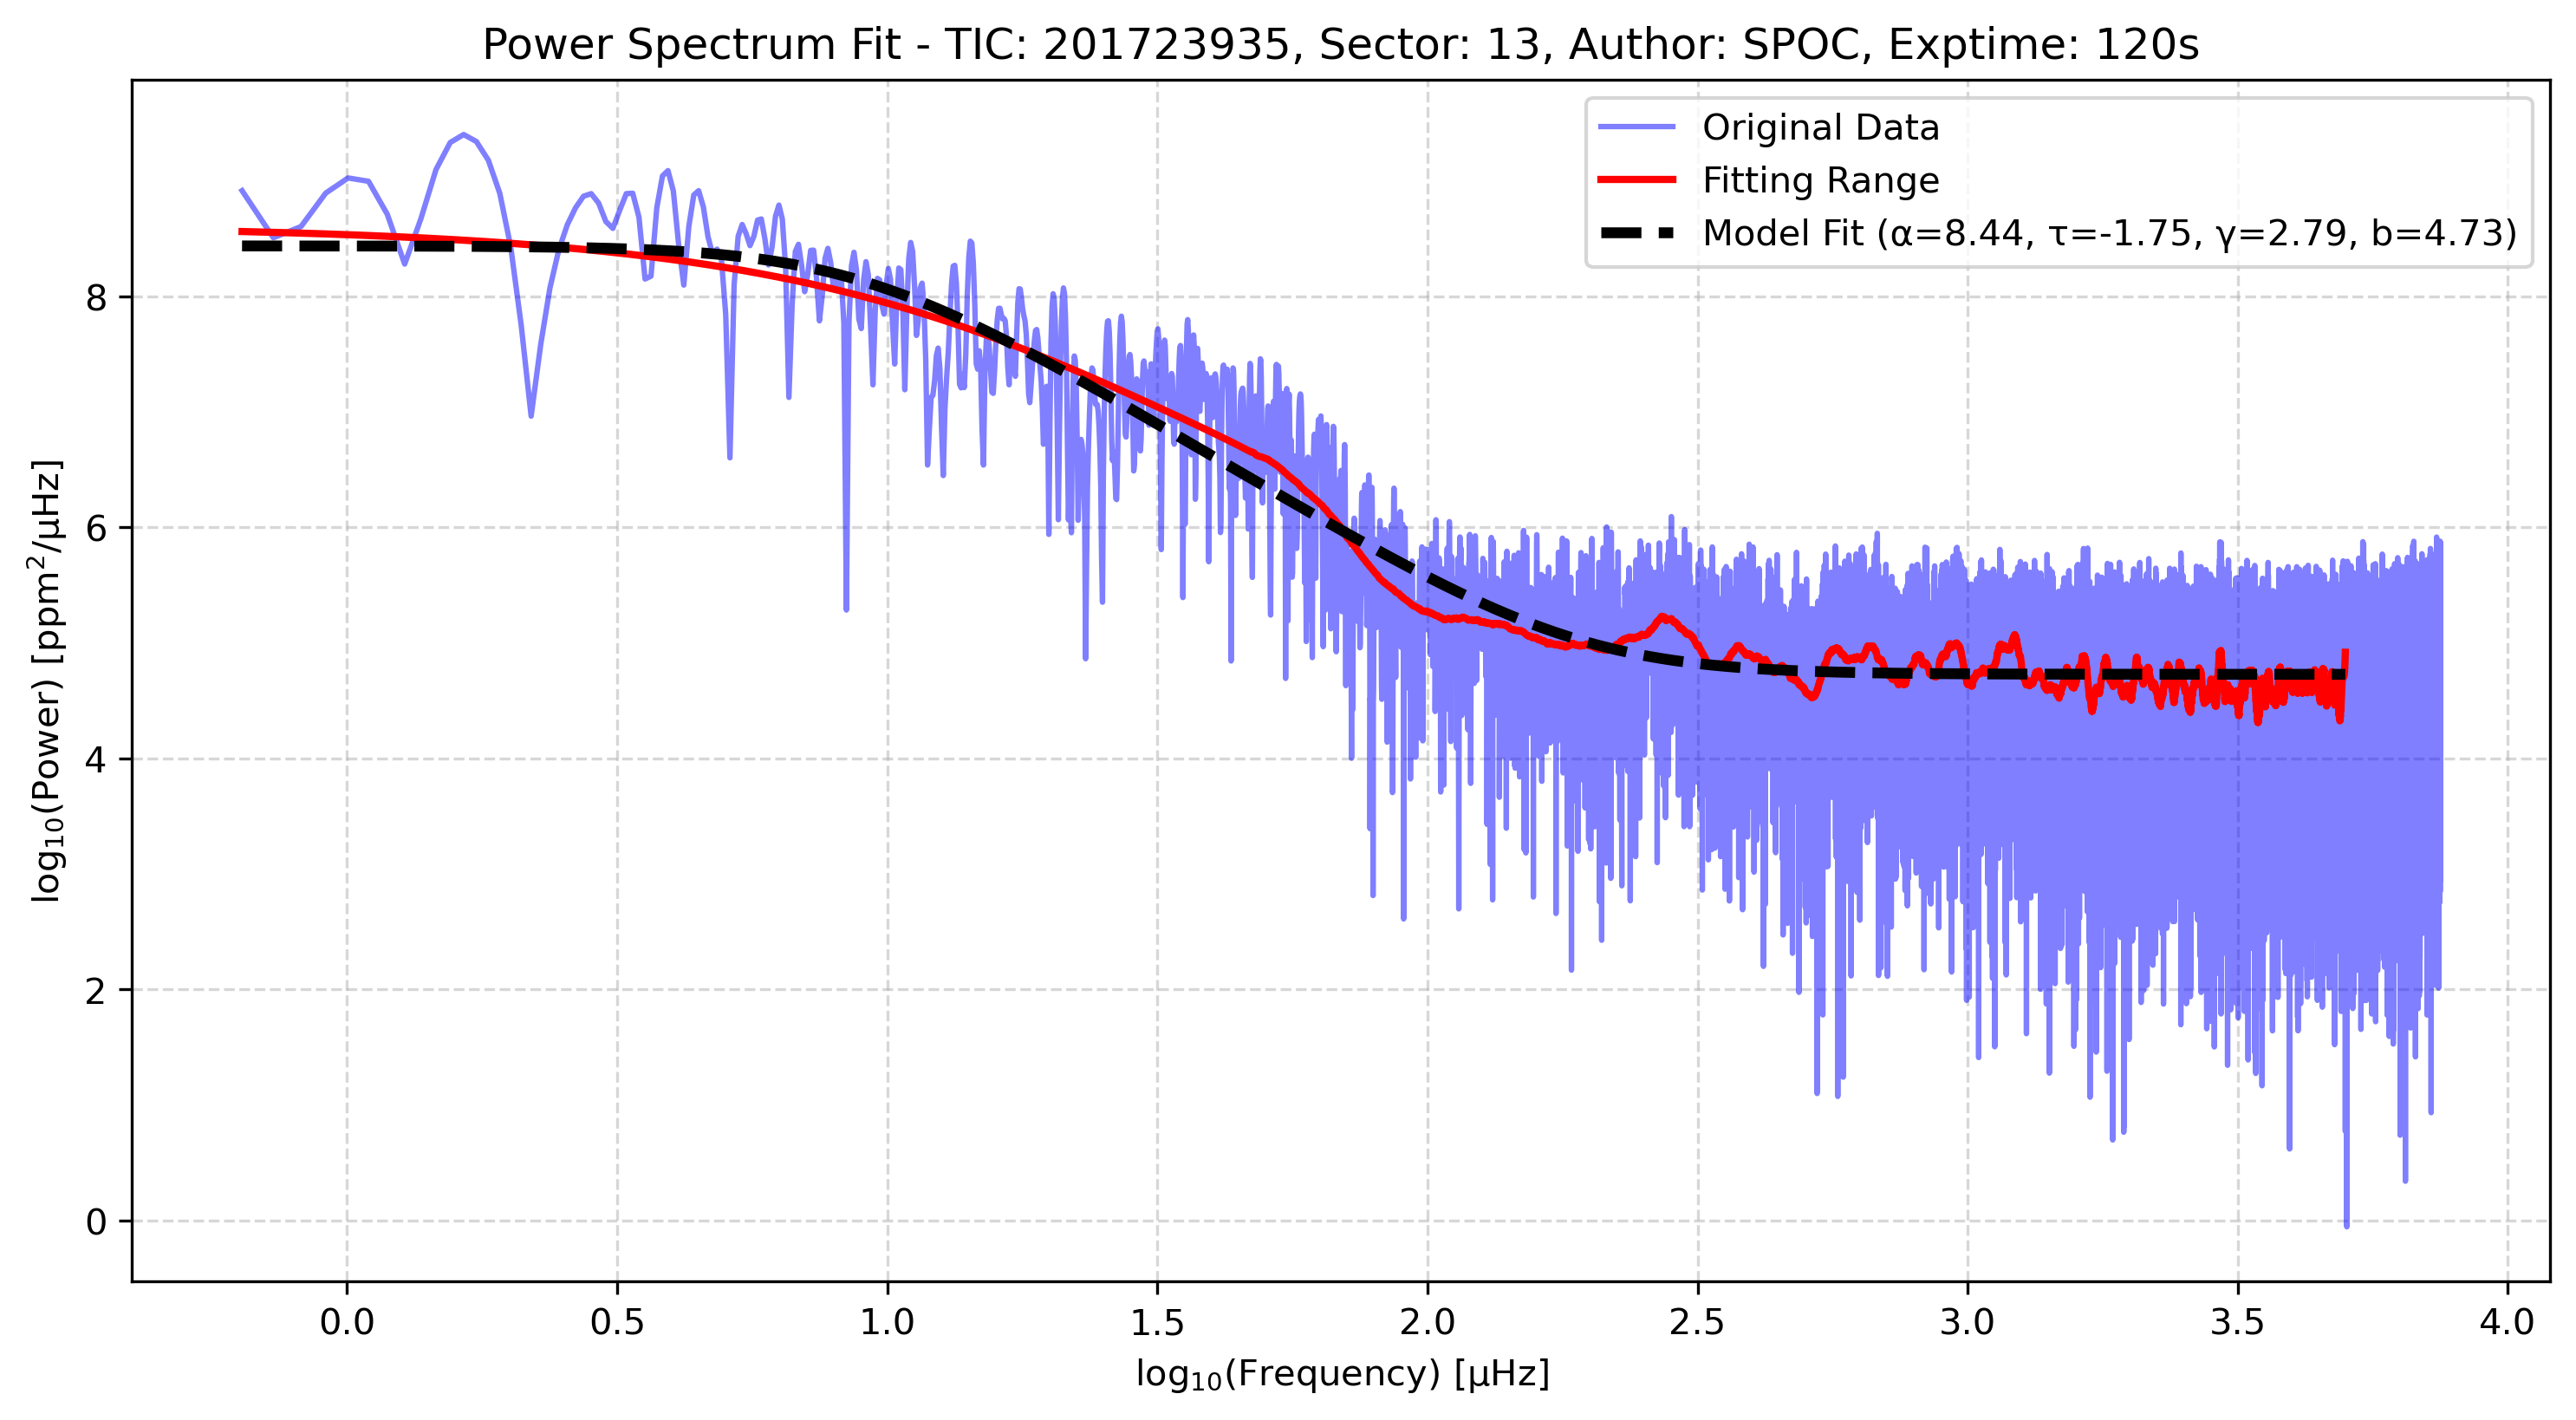 Power Spectrum Fit - TIC: 201723935, Sector: 13, Author: SPOC, Exptime: 120s
Original Data
Fitting Range
Model Fit (α=8.44, τ=-1.75, γ=2.79, b=4.73)
log₁₀(Power) [ppm²/μHz]
8
6
4
2
0
0.0 0.5 1.0 1.5 2.0 2.5 3.0 3.5 4.0
log₁₀(Frequency) [μHz]